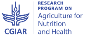 RESEARCH
PROGRAM ON
Agriculture for
Nutrition
and Health
CGIAR